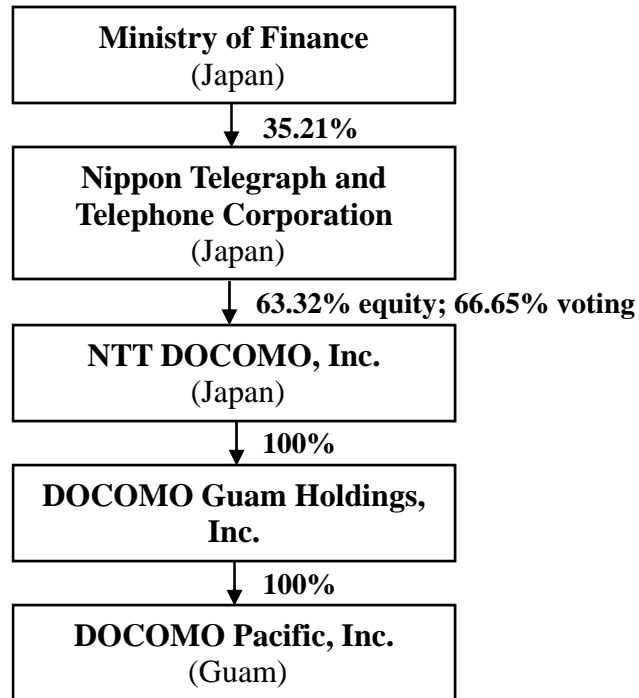 Ministry of Finance
(Japan)
35.21%
Nippon Telegraph and
Telephone Corporation
(Japan)
63.32% equity; 66.65% voting
NTT DOCOMO, Inc.
(Japan)
100%
DOCOMO Guam Holdings,
Inc.
100%
DOCOMO Pacific, Inc.
(Guam)